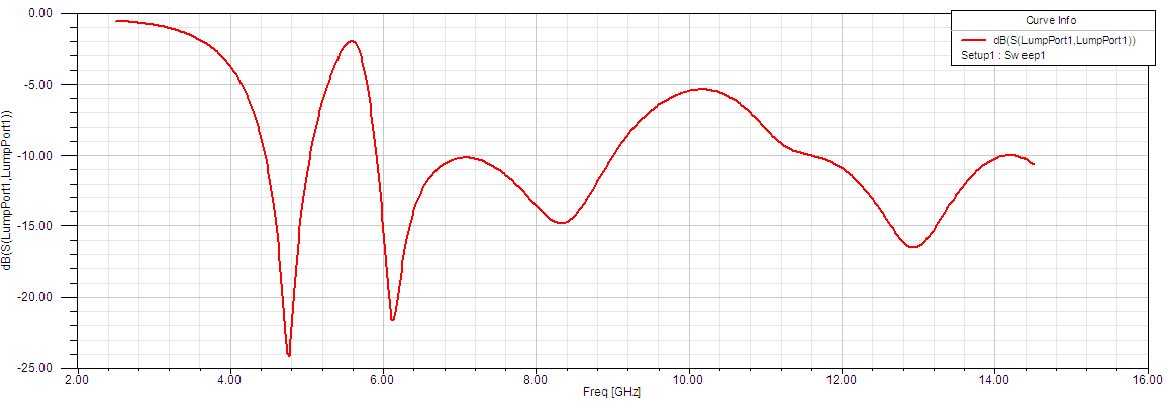 0.00
-5.00
-10.00
-15.00
-20.00
-25.00
dB(S(LumpPort1,LumpPort1))
2.00 4.00 6.00 8.00 10.00 12.00 14.00 16.00
Freq [GHz]
Curve Info
dB(S(LumpPort1,LumpPort1))
Setup1 : Sweep1